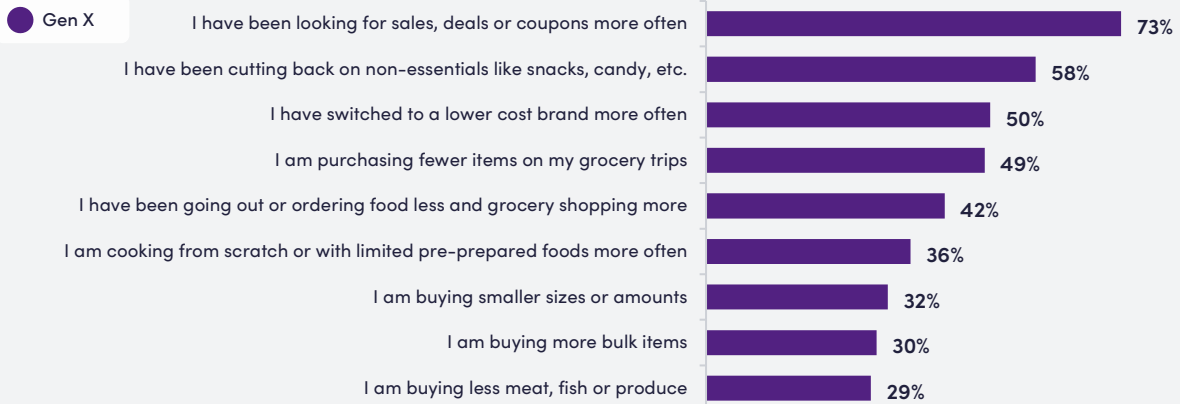 Gen X
I have been looking for sales, deals or coupons more often 73%
I have been cutting back on non-essentials like snacks, candy, etc. 58%
I have switched to a lower cost brand more often 50%
I am purchasing fewer items on my grocery trips 49%
I have been going out or ordering food less and grocery shopping more 42%
I am cooking from scratch or with limited pre-prepared foods more often 36%
I am buying smaller sizes or amounts 32%
I am buying more bulk items 30%
I am buying less meat, fish or produce 29%